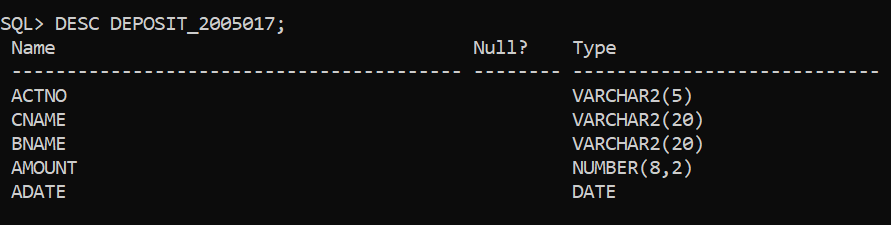 SQL> DESC DEPOSIT_2005017;
 Name                                      Null?    Type
 ----------------------------------------- -------- ----------------------------
 ACTNO                                              VARCHAR2(5)
 CNAME                                              VARCHAR2(20)
 BNAME                                              VARCHAR2(20)
 AMOUNT                                             NUMBER(8,2)
 ADATE                                              DATE